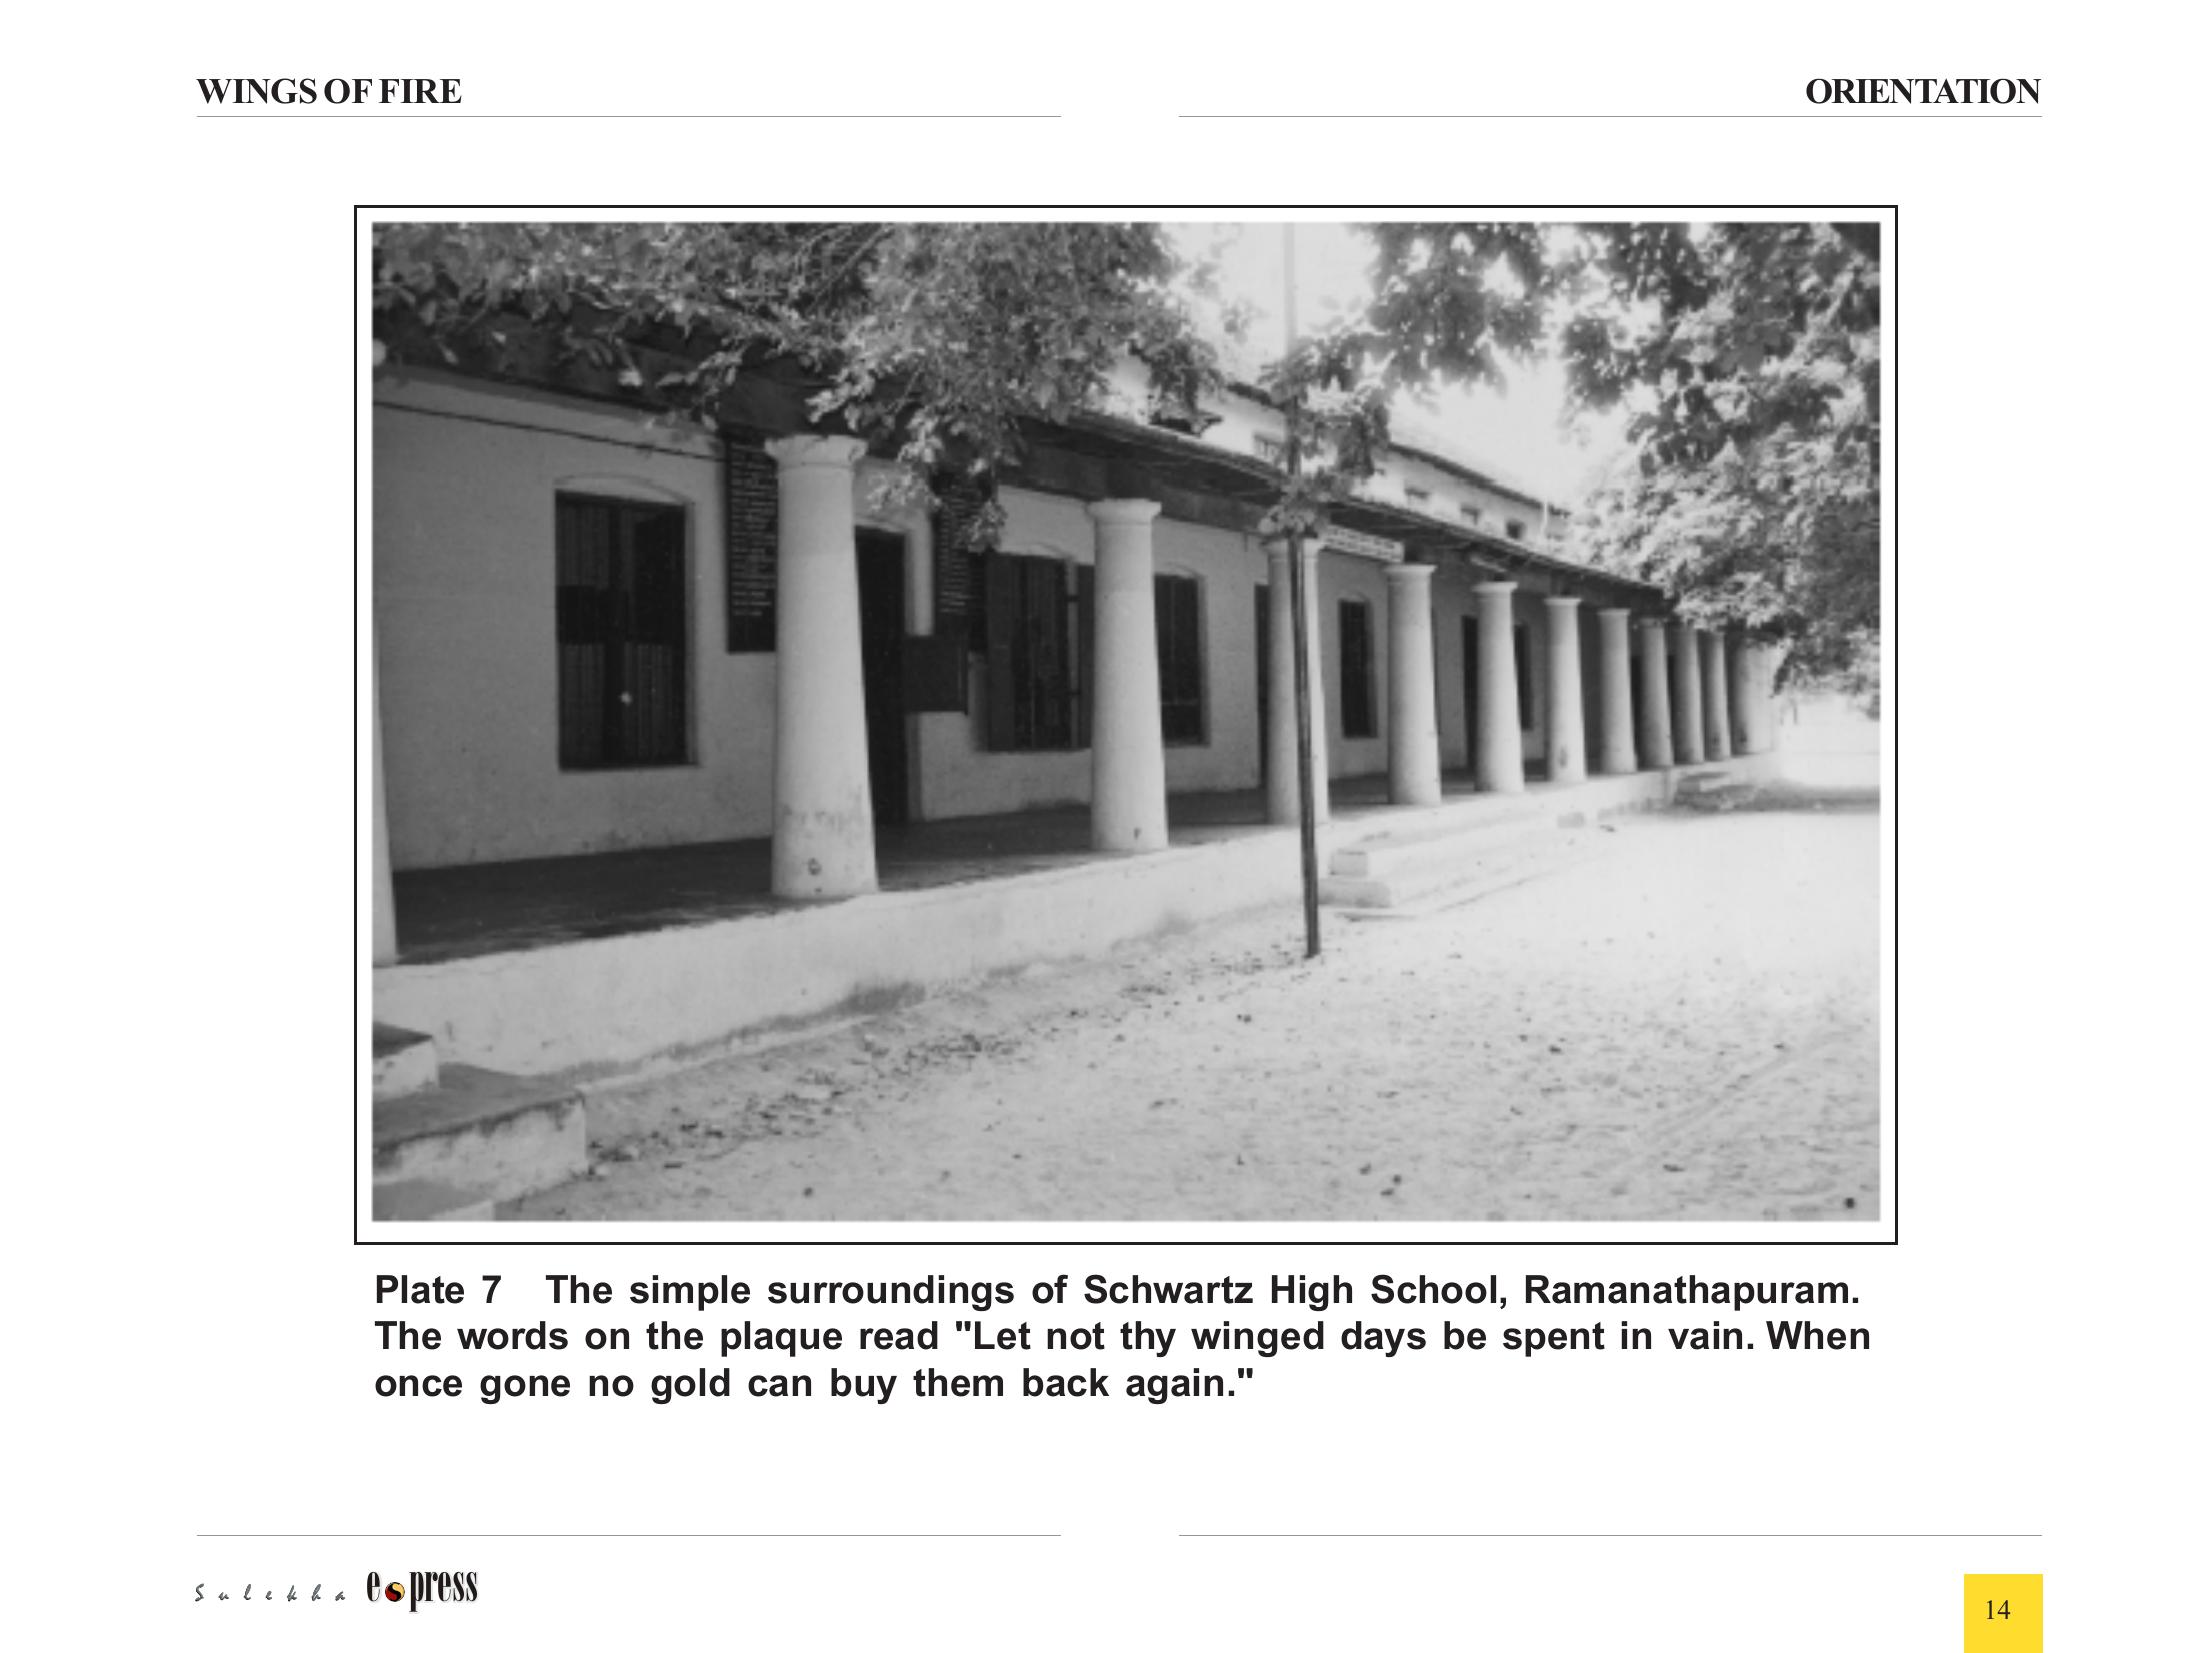 WINGS OF FIRE
ORIENTATION
Plate 7 The simple surroundings of Schwartz High School, Ramanathapuram.
The words on the plaque read "Let not thy winged days be spent in vain. When
once gone no gold can buy them back again."
Sulekha e press
14